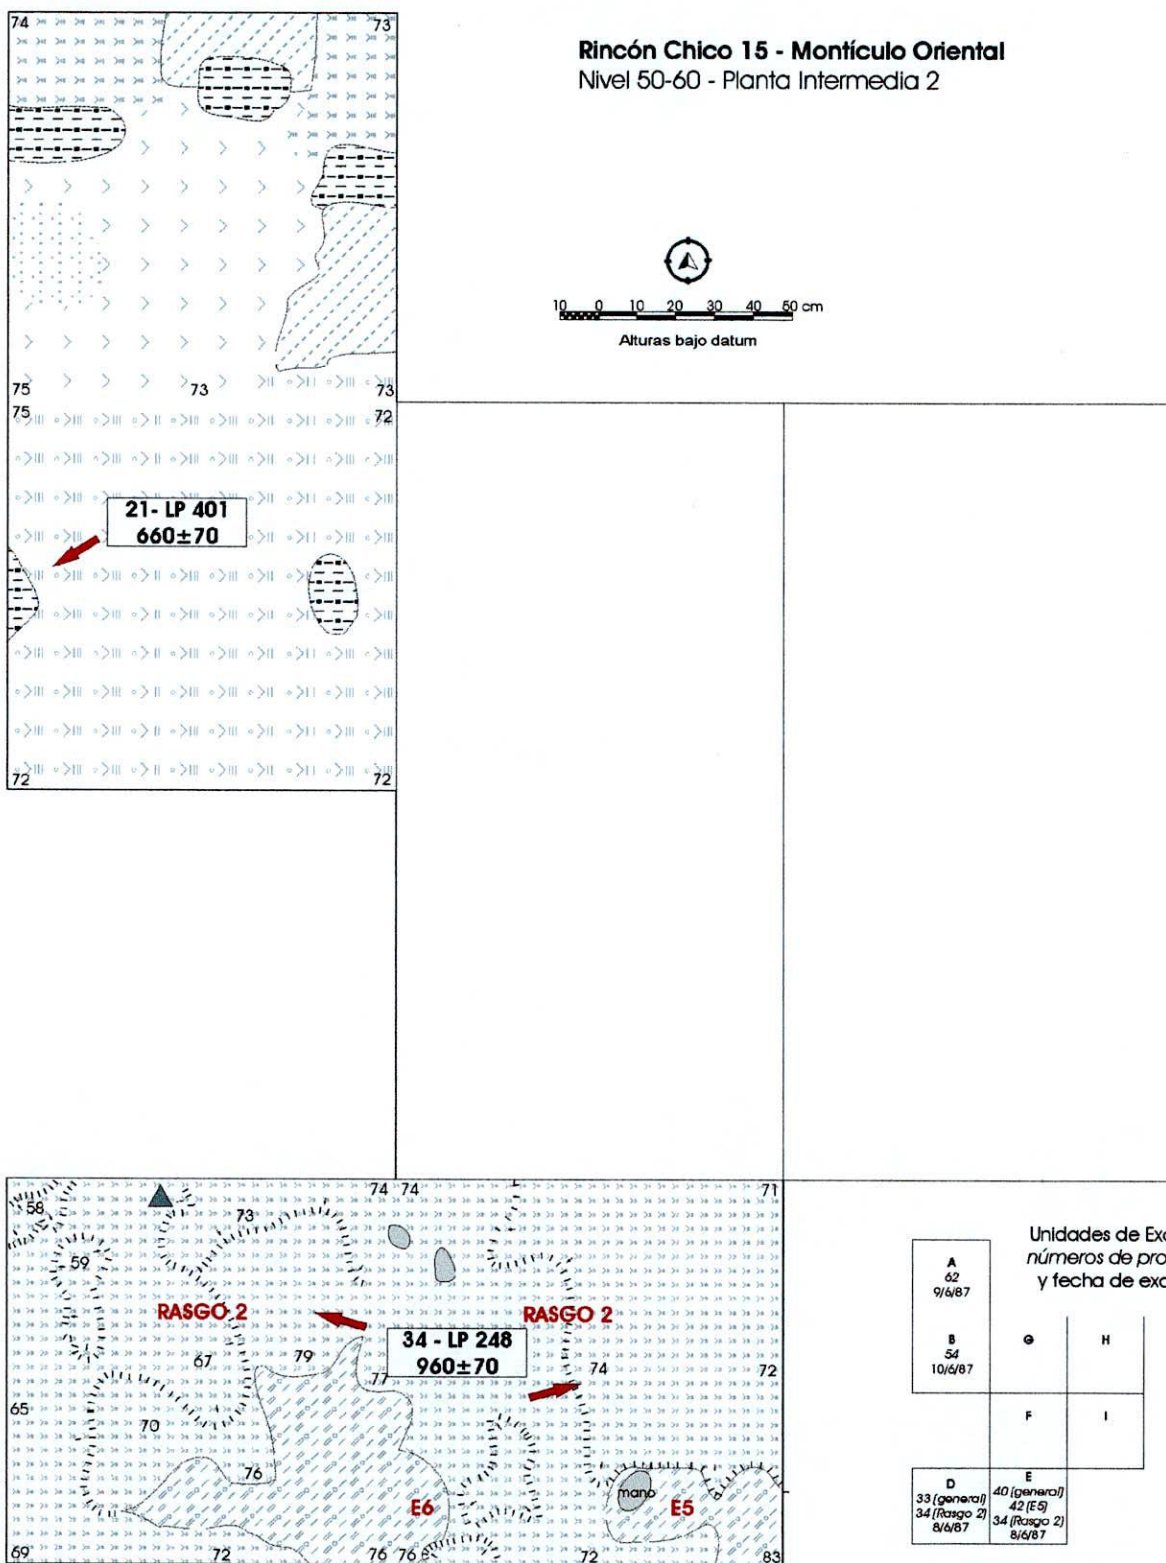 Rincón Chico 15 - Montículo Oriental
Nivel 50-60 - Planta Intermedia 2
74
73
10 0 10 20 30 40 50 cm
Alturas bajo datum
75
73
73
75
72
21- LP 401
660±70
72
72
74
74
71
58
73
59
RASGO 2
RASGO 2
34 - LP 248
960±70
67
79
77
74
72
65
70
76
mano
E6
E5
69
72
76
76
72
83
Unidades de Exc
números de pro
y fecha de exc
A
62
9/6/87
B
54
10/6/87
G
H
F
I
D
33 (general)
34 (Rasgo 2)
8/6/87
E
40 (general)
42 (E5)
34 (Rasgo 2)
8/6/87